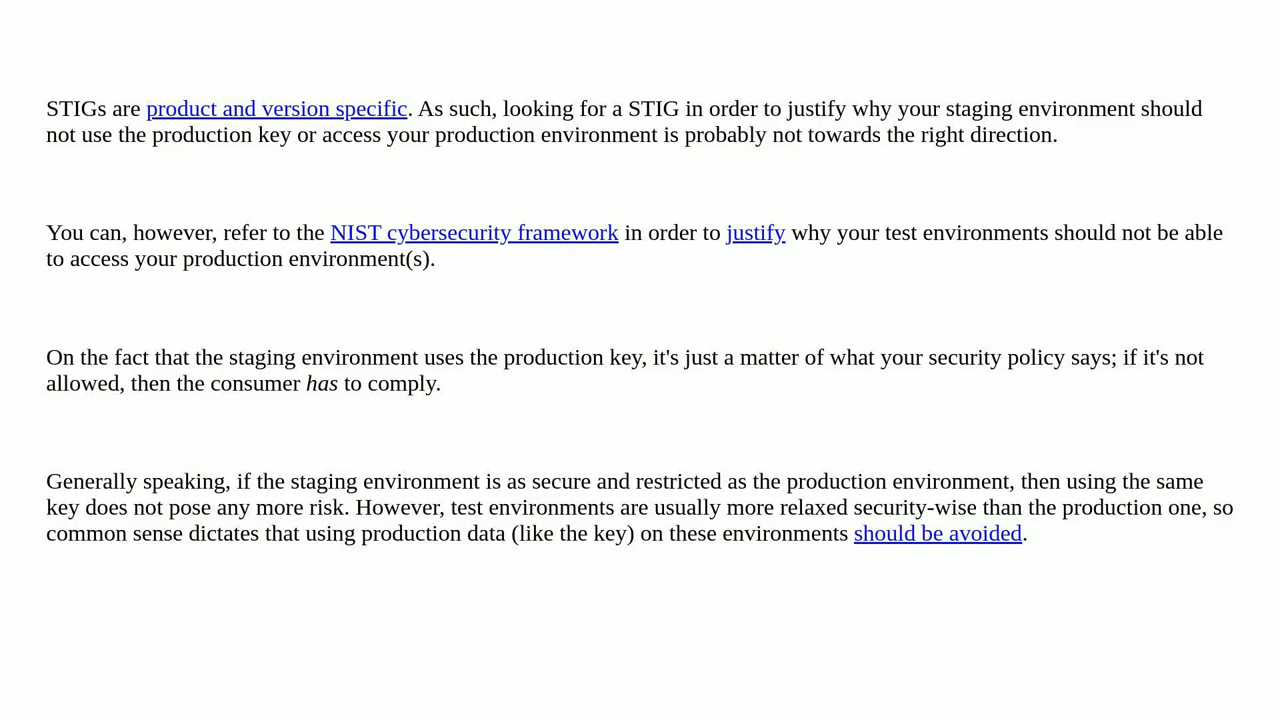 STIGs are product and version specific. As such, looking for a STIG in order to justify why your staging environment should
not use the production key or access your production environment is probably not towards the right direction.
You can, however, refer to the NIST cybersecurity framework in order to justify why your test environments should not be able
to access your production environment(s).
On the fact that the staging environment uses the production key, it's just a matter of what your security policy says; if it's not
allowed, then the consumer has to comply.
Generally speaking, if the staging environment is as secure and restricted as the production environment, then using the same
key does not pose any more risk. However, test environments are usually more relaxed security-wise than the production one, so
common sense dictates that using production data (like the key) on these environments should be avoided.